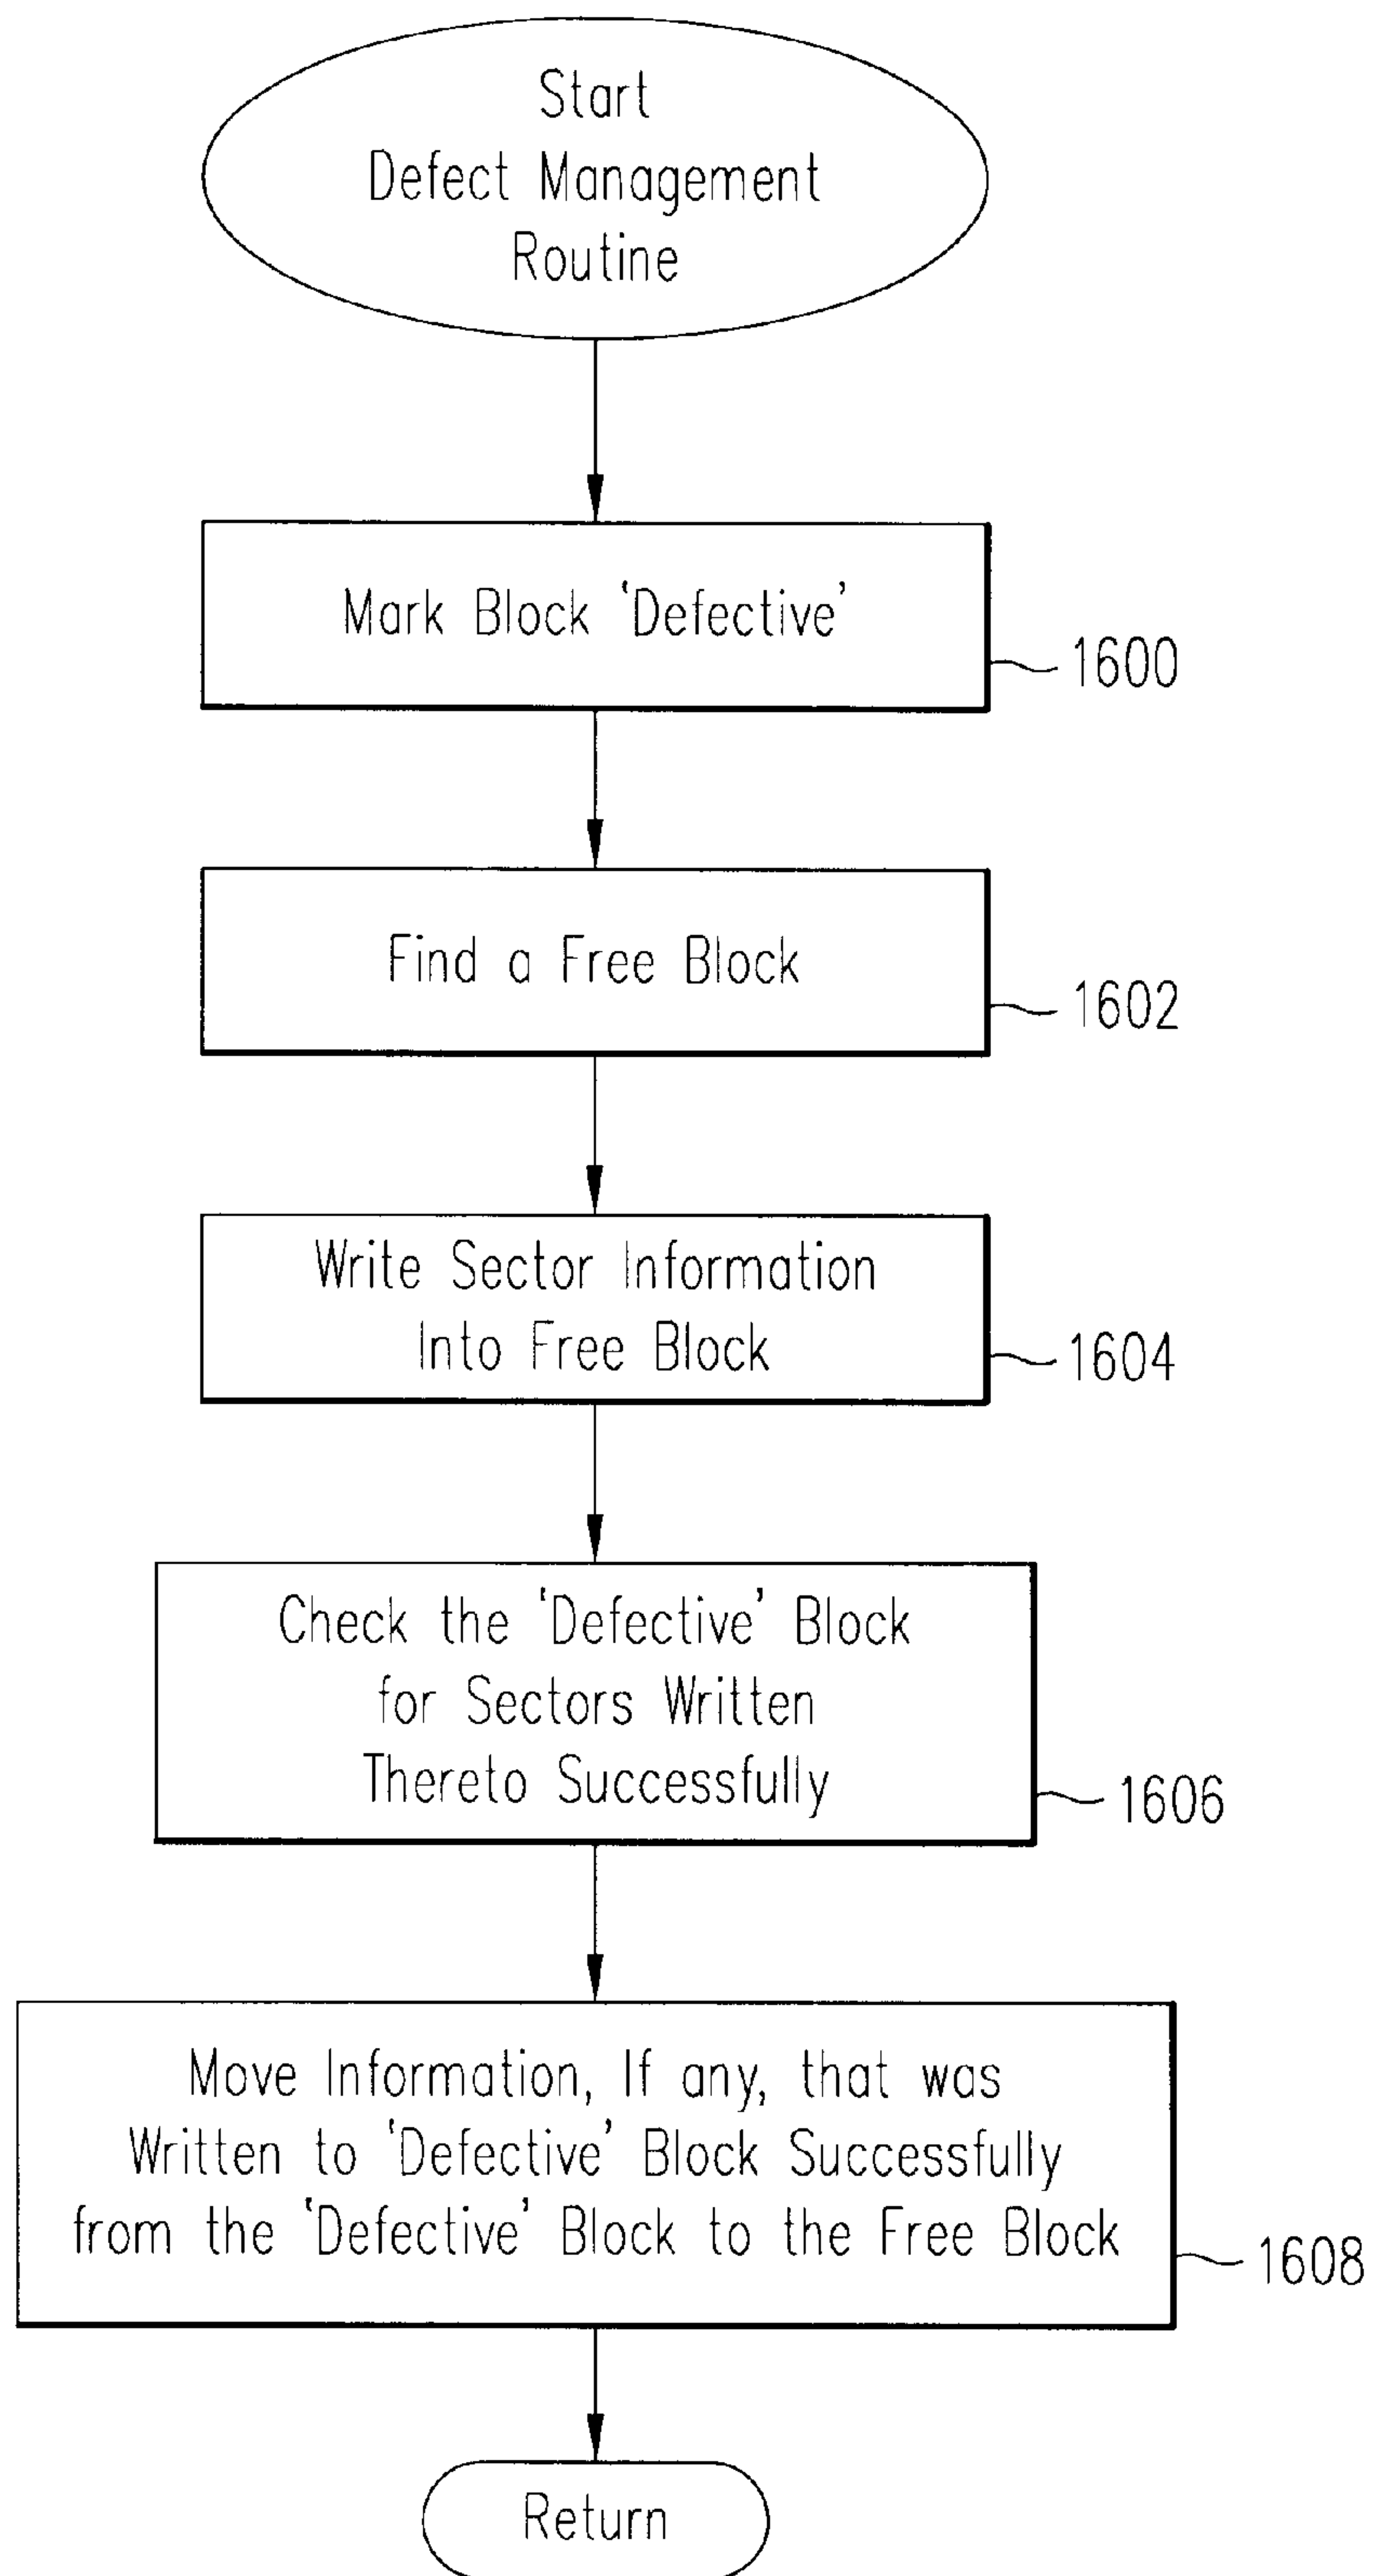 Start
Defect Management
Routine
Mark Block ‘Defective’
1600
Find a Free Block
1602
Write Sector Information
Into Free Block
1604
Check the ‘Defective’ Block
for Sectors Written
Thereto Successfully
1606
Move Information, If any, that was
Written to ‘Defective’ Block Successfully
from the ‘Defective’ Block to the Free Block
1608
Return